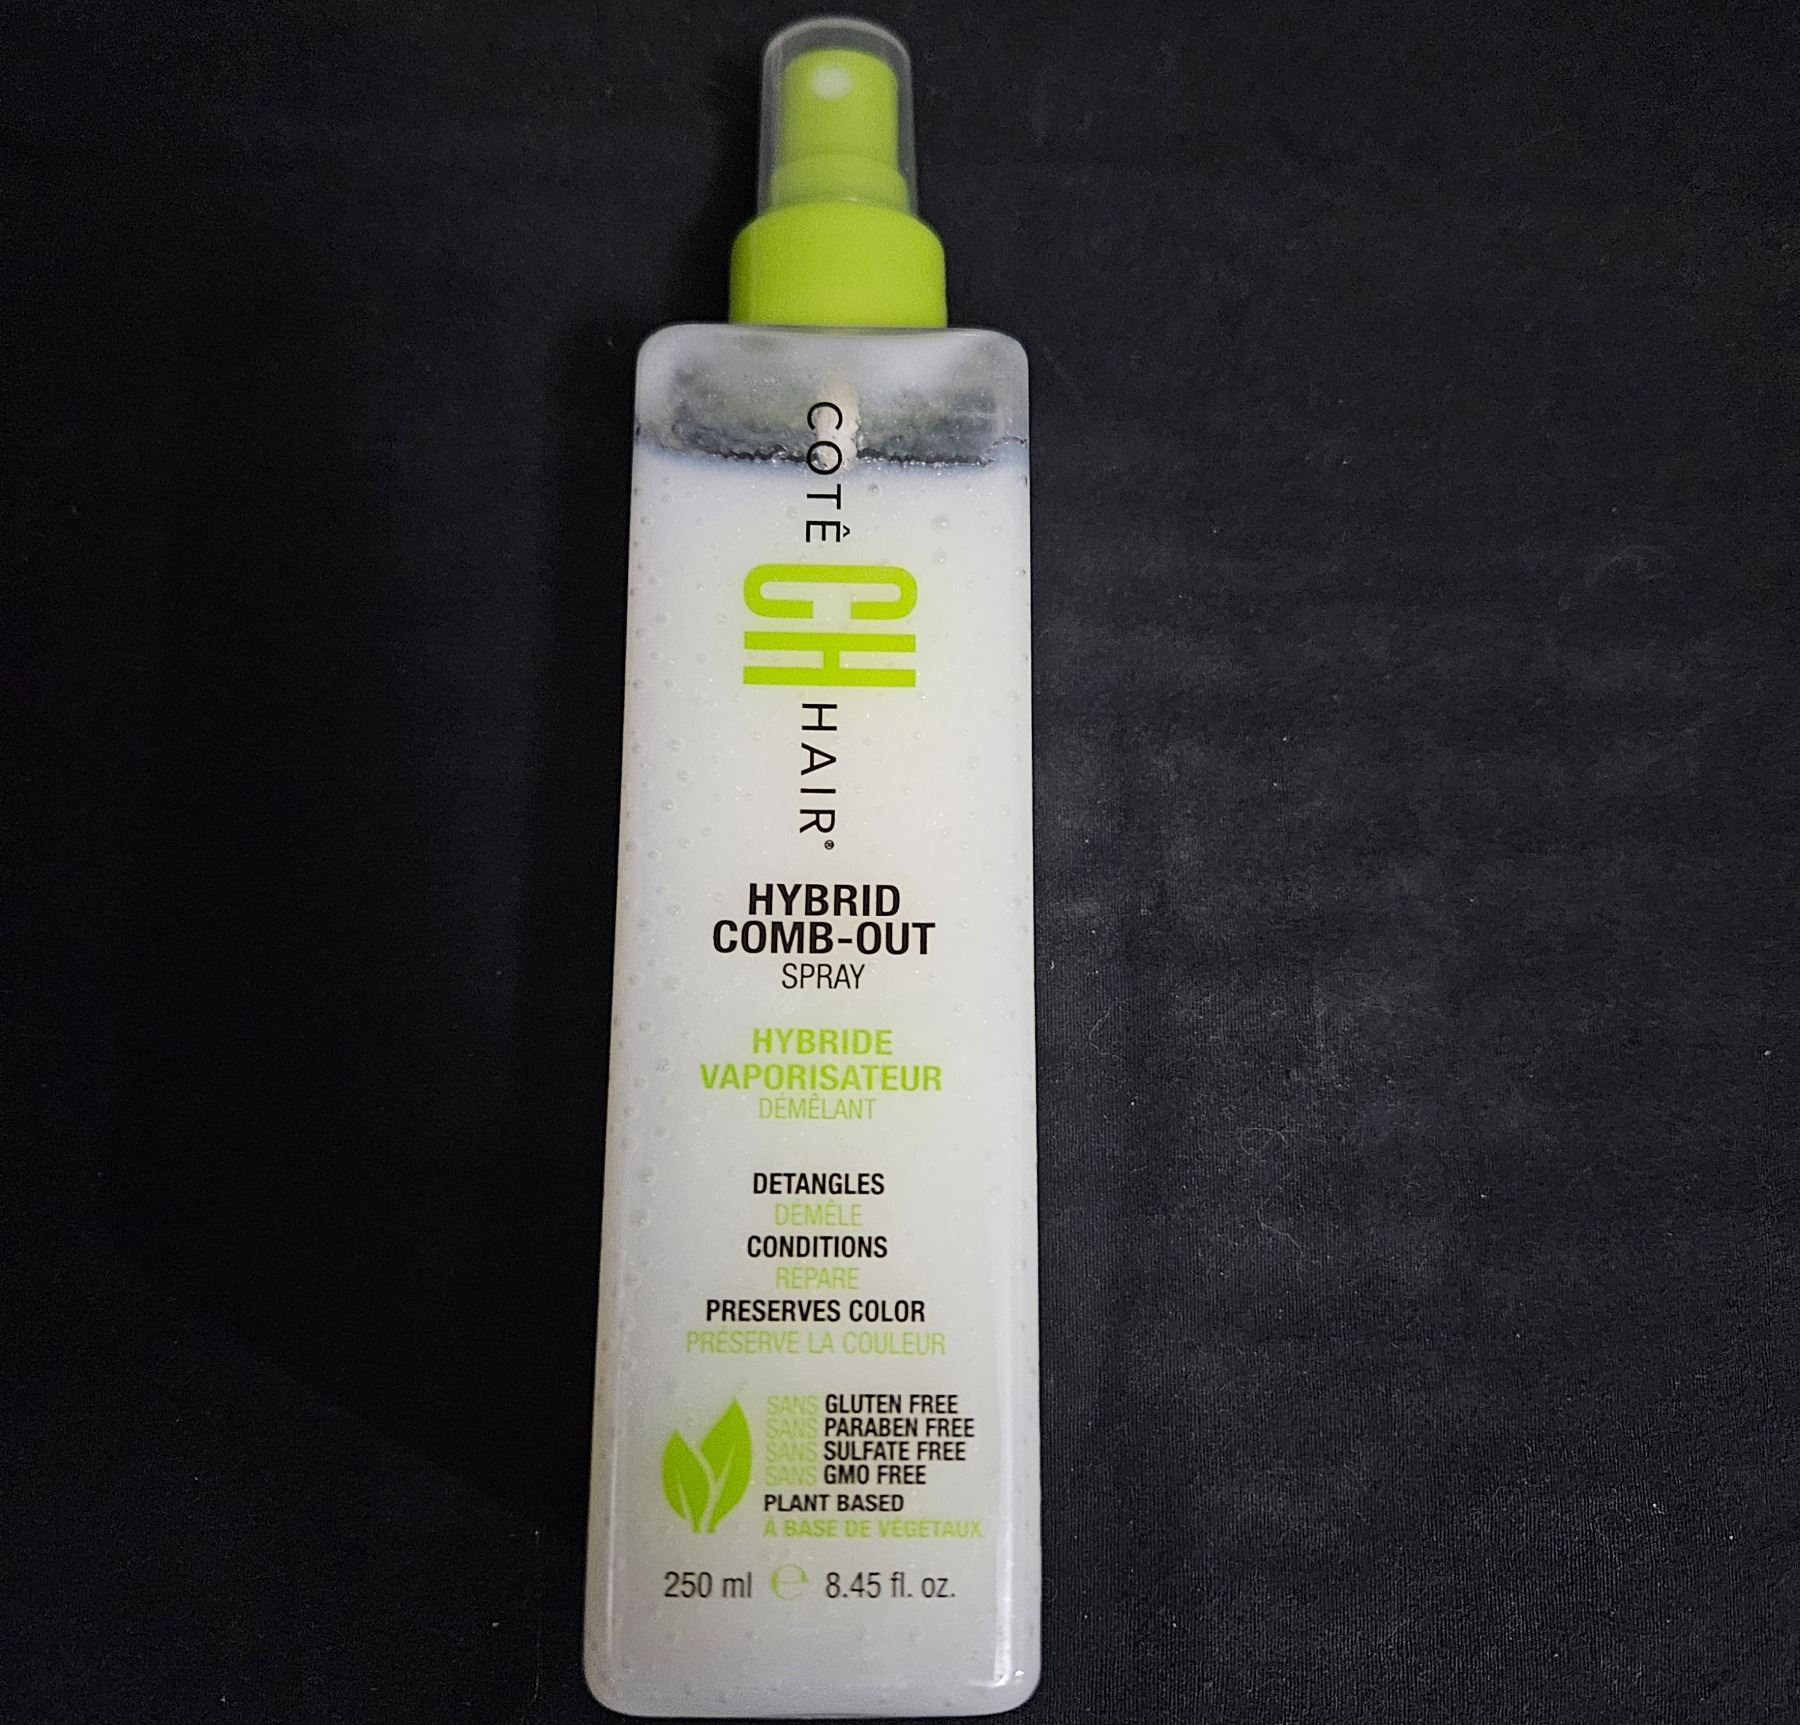 COTÊ CH HAIR®
HYBRID
COMB-OUT
SPRAY
HYBRIDE
VAPORISATEUR
DÉMÊLANT
DETANGLES
DÉMÊLE
CONDITIONS
RÉPARE
PRESERVES COLOR
PRÉSERVE LA COULEUR
SANS GLUTEN FREE
SANS PARABEN FREE
SANS SULFATE FREE
SANS GMO FREE
PLANT BASED
À BASE DE VÉGÉTAUX
250 ml ℮ 8.45 fl. oz.